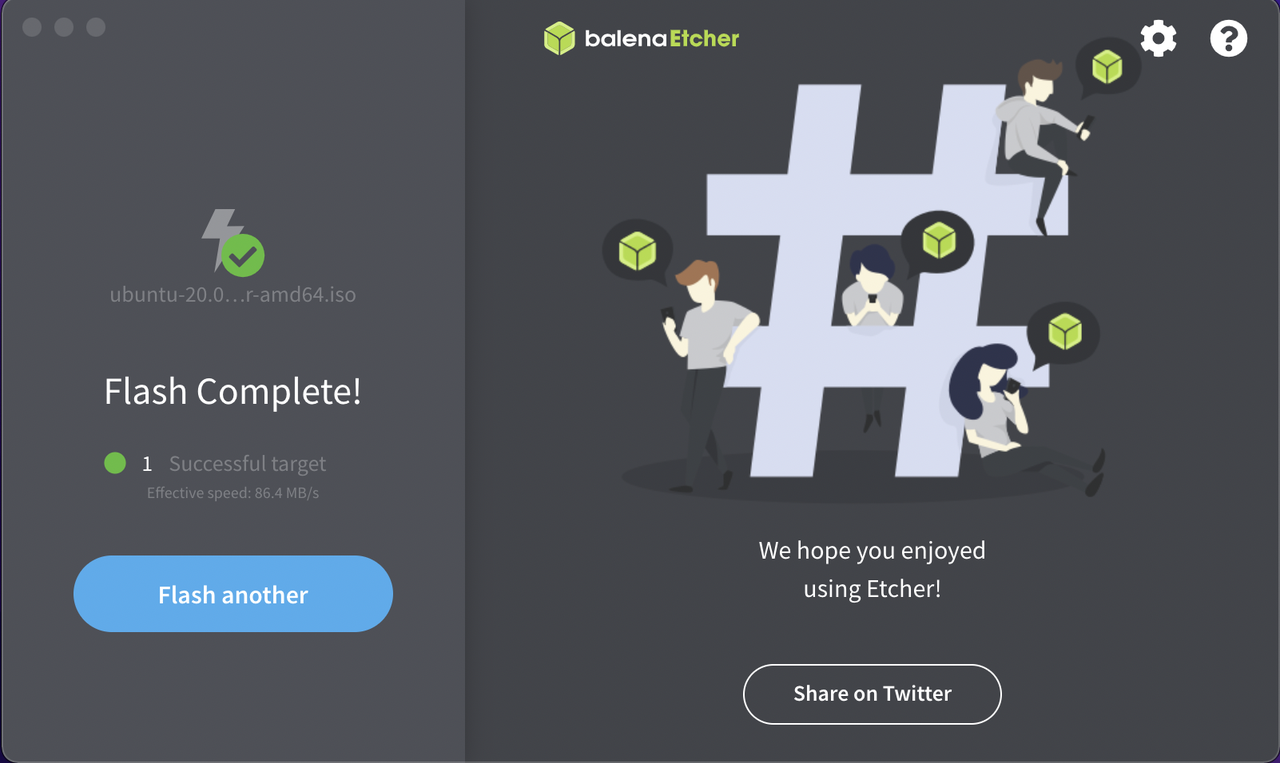 balenaEtcher
ubuntu-20.0...r-amd64.iso
Flash Complete!
1 Successful target
Effective speed: 86.4 MB/s
Flash another
We hope you enjoyed
using Etcher!
Share on Twitter